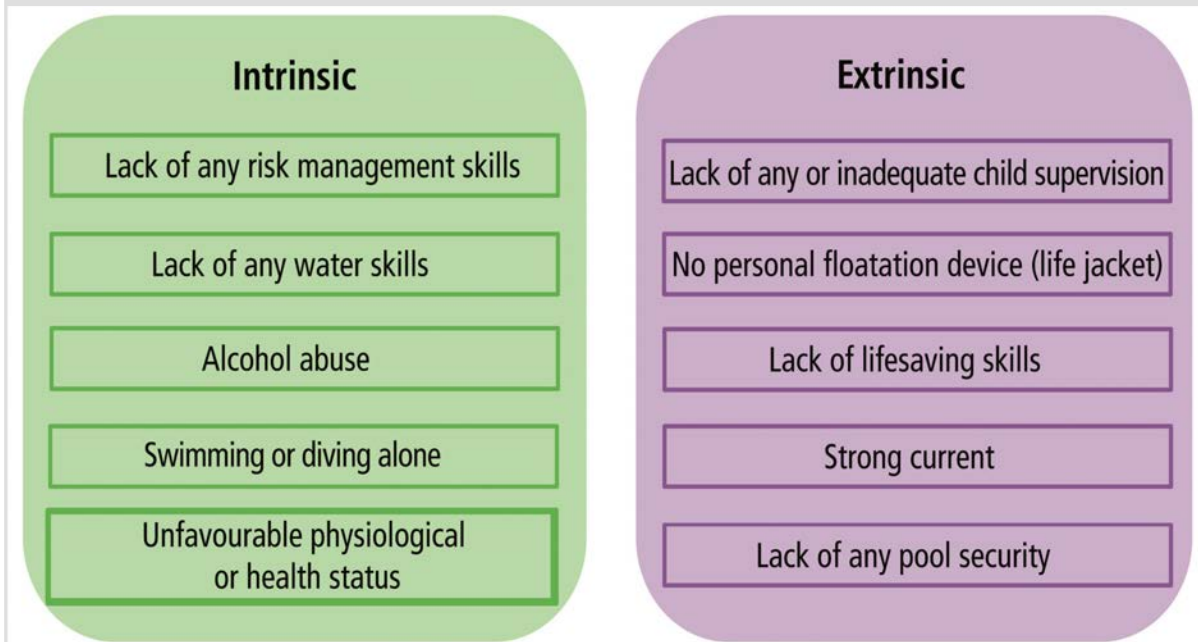 Intrinsic
Lack of any risk management skills
Lack of any water skills
Alcohol abuse
Swimming or diving alone
Unfavourable physiological
or health status
Extrinsic
Lack of any or inadequate child supervision
No personal floatation device (life jacket)
Lack of lifesaving skills
Strong current
Lack of any pool security